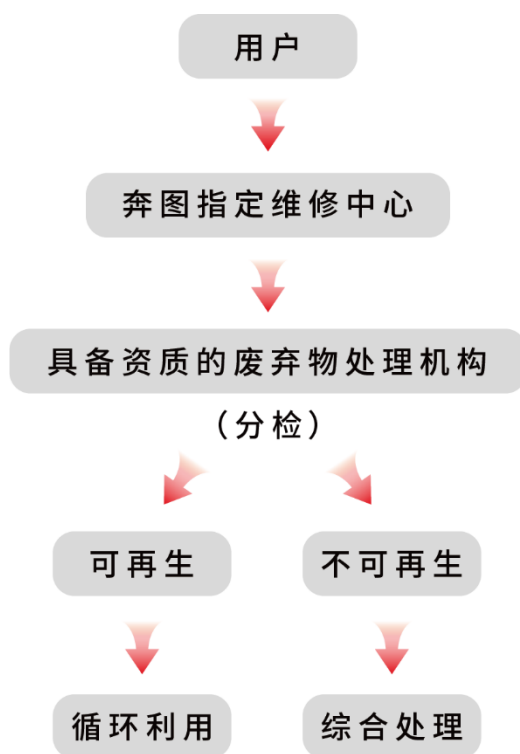 用户
奔图指定维修中心
具备资质的废弃物处理机构
（分检）
可再生
不可再生
循环利用
综合处理